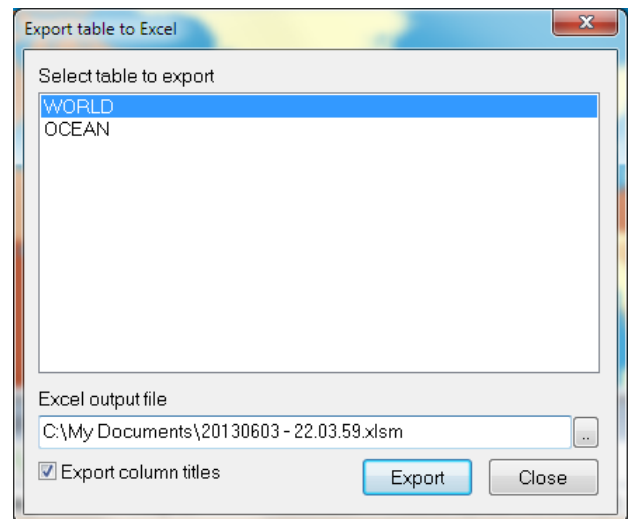 Export table to Excel
Select table to export
WORLD
OCEAN
Excel output file
C:\My Documents\20130603 - 22.03.59.xlsm
..
Export column titles
Export
Close